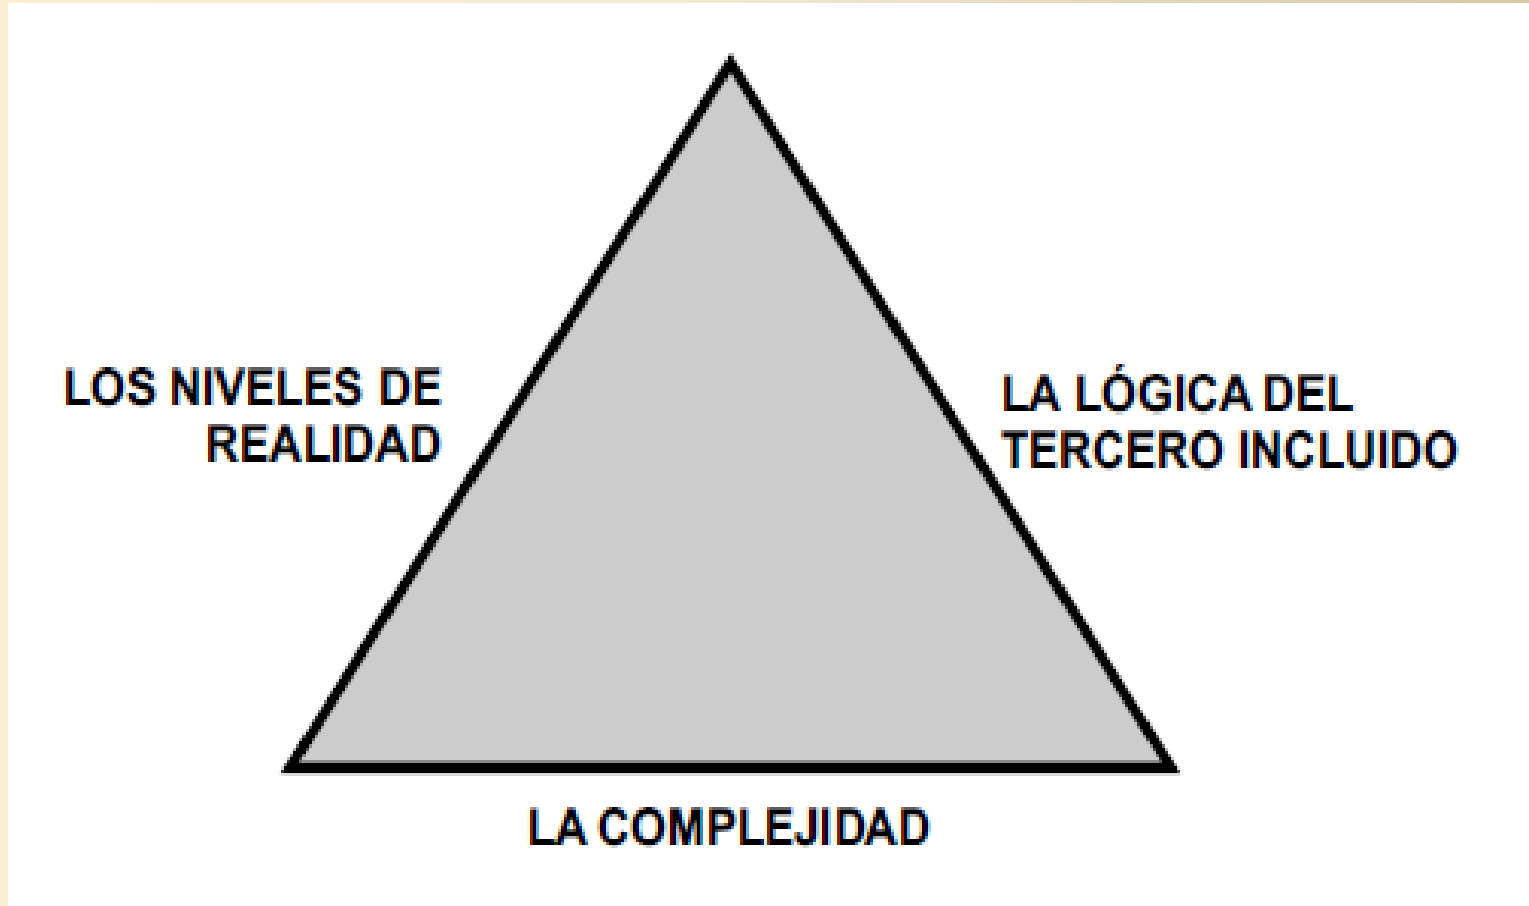 LOS NIVELES DE
REALIDAD
LA LÓGICA DEL
TERCERO INCLUIDO
LA COMPLEJIDAD